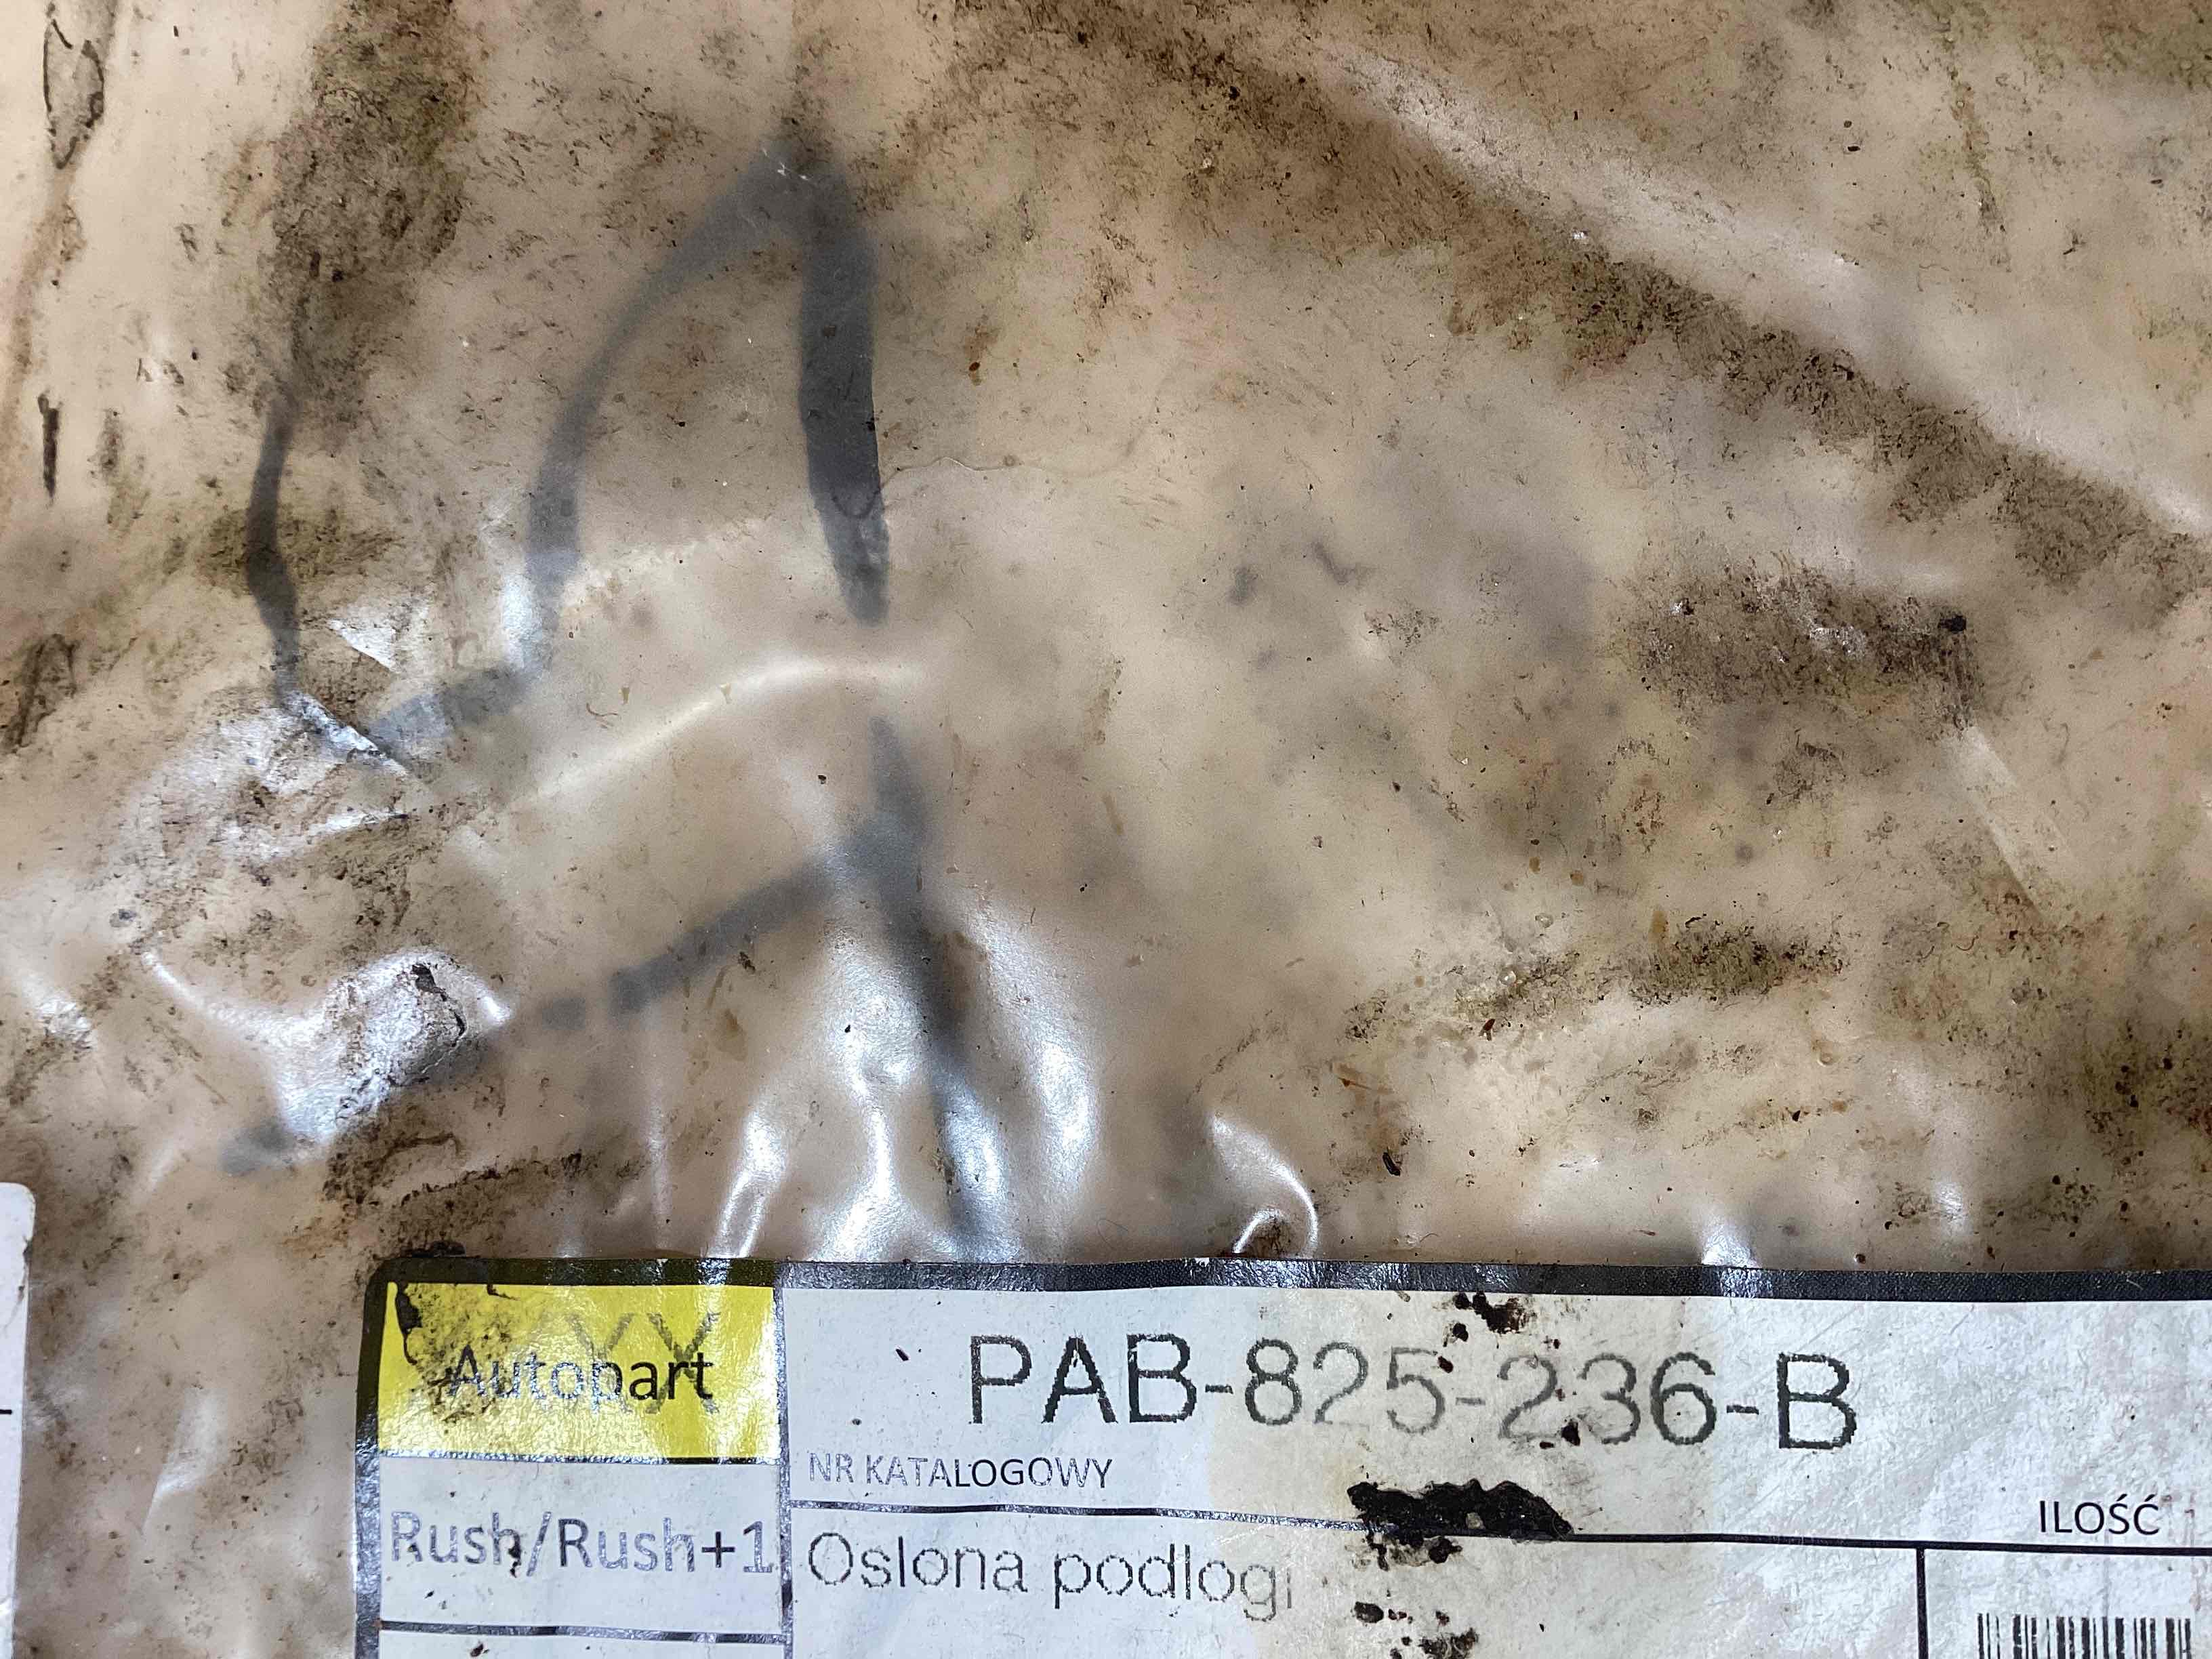 Autopart
PAB-825-236-B
NR KATALOGOWY
ILOŚĆ
Rush/Rush+1
Oslona podlogi